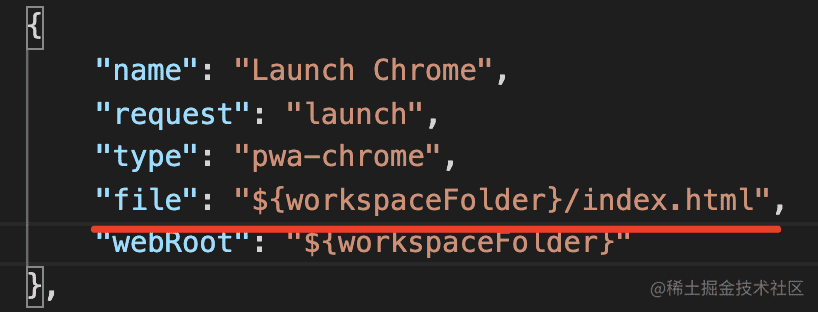 {
"name": "Launch Chrome",
"request": "launch",
"type": "pwa-chrome",
"file": "${workspaceFolder}/index.html",
"webRoot": "${workspaceFolder}"
},
@稀土掘金技术社区